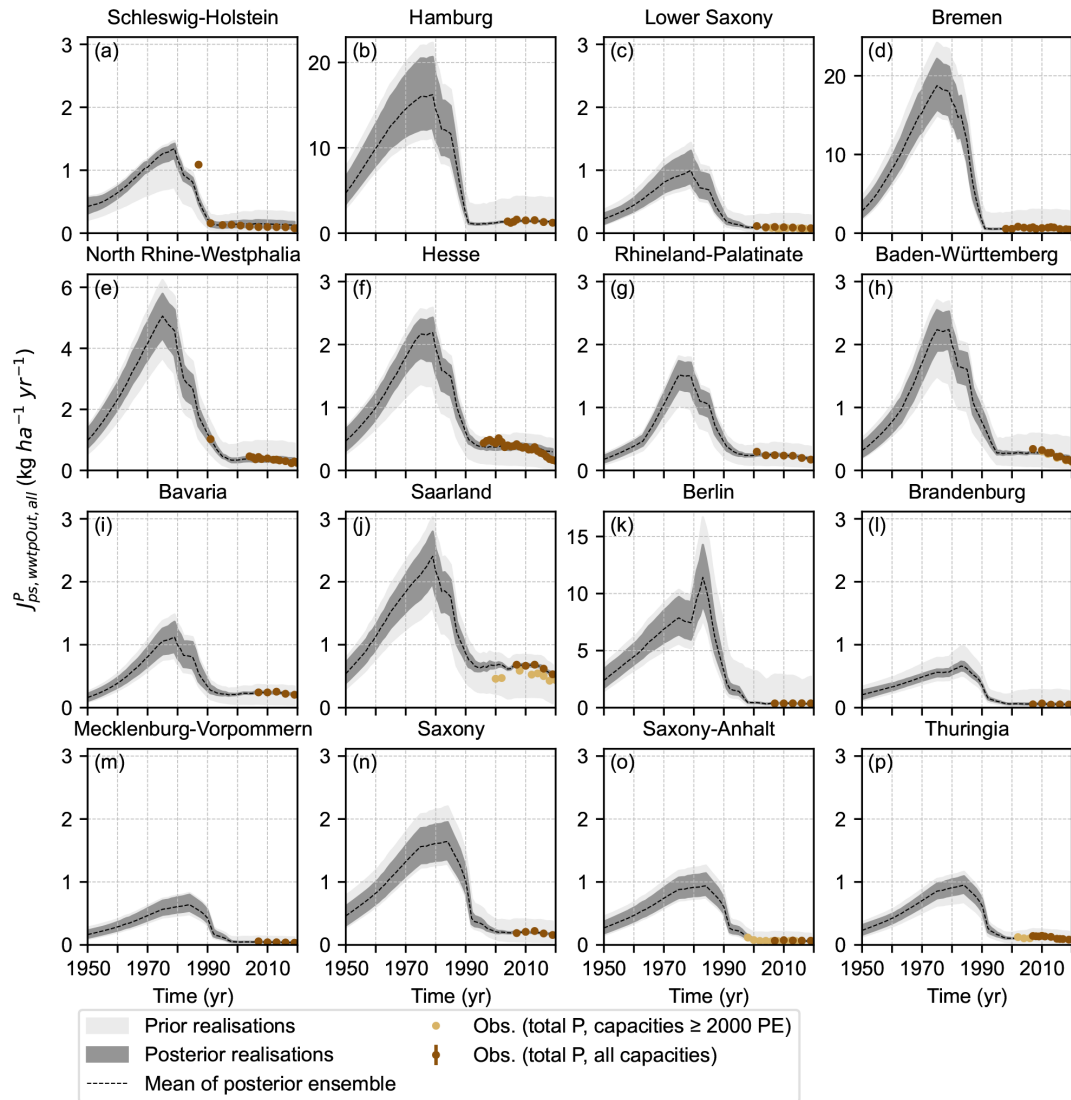 Schleswig-Holstein Hamburg Lower Saxony Bremen
(a) (b) (c) (d)
3 2 1 0
20 10 0
3 2 1 0
20 10 0
North Rhine-Westphalia Hesse Rhineland-Palatinate Baden-Württemberg
(e) (f) (g) (h)
6 4 2 0
3 2 1 0
3 2 1 0
3 2 1 0
J^P_{ps, wwtpOut, all} (kg ha⁻¹ yr⁻¹)
Bavaria Saarland Berlin Brandenburg
(i) (j) (k) (l)
3 2 1 0
3 2 1 0
15 10 5 0
3 2 1 0
Mecklenburg-Vorpommern Saxony Saxony-Anhalt Thuringia
(m) (n) (o) (p)
3 2 1 0
3 2 1 0
3 2 1 0
3 2 1 0
1950 1970 1990 2010 1950 1970 1990 2010 1950 1970 1990 2010 1950 1970 1990 2010
Time (yr) Time (yr) Time (yr) Time (yr)
Prior realisations
Posterior realisations
Mean of posterior ensemble
Obs. (total P, capacities ≥ 2000 PE)
Obs. (total P, all capacities)